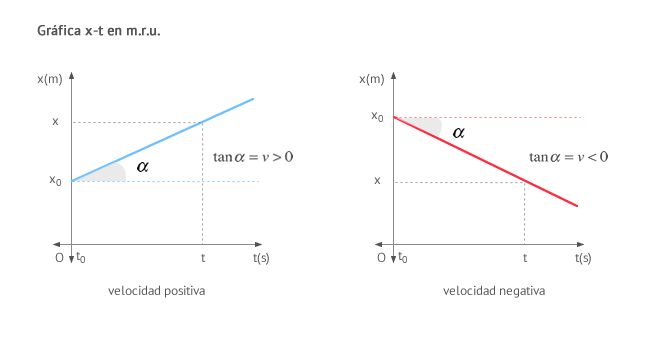 Gráfica x-t en m.r.u.
x(m)
x
α
tan α = v > 0
x₀
O t₀ t t(s)
velocidad positiva
x(m)
x₀
α
tan α = v < 0
x
O t₀ t t(s)
velocidad negativa